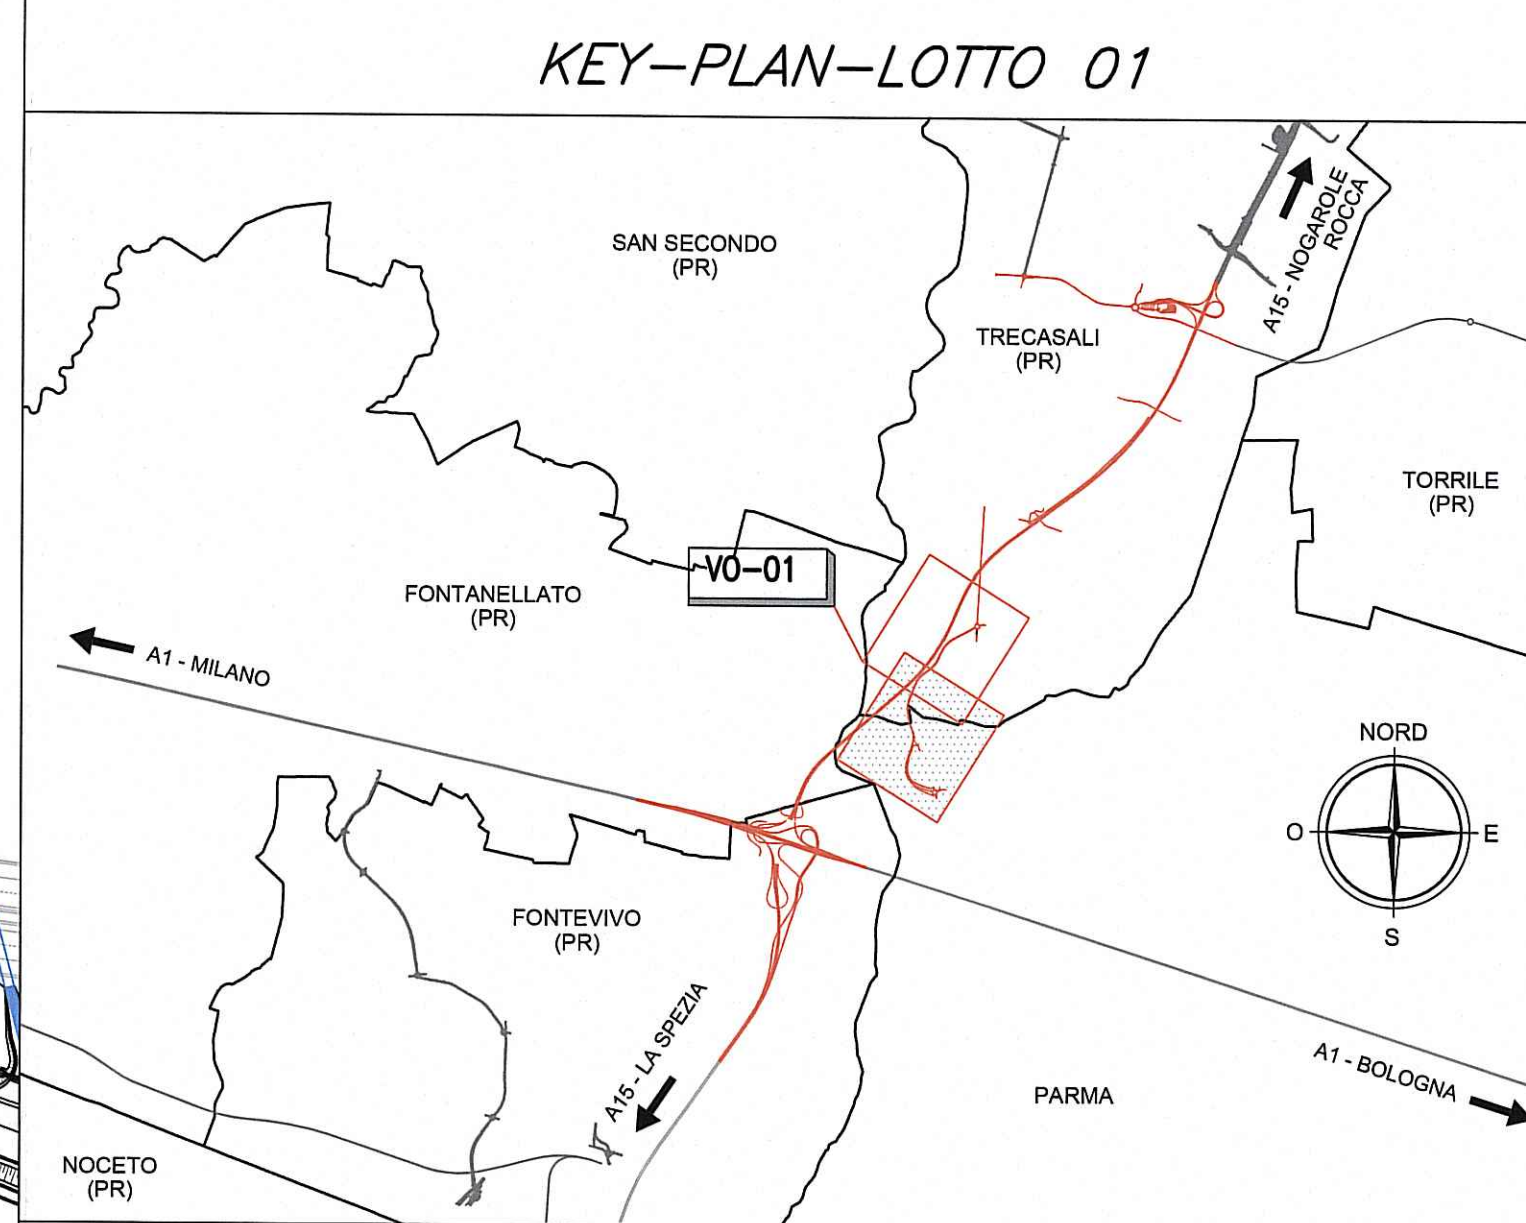 KEY-PLAN-LOTTO 01
SAN SECONDO
(PR)
A15 - NOGAROLE
ROCCA
TRECASALI
(PR)
TORRILE
(PR)
VO-01
FONTANELLATO
(PR)
A1 - MILANO
NORD
O
E
S
FONTEVIVO
(PR)
A15 - LA SPEZIA
A1 - BOLOGNA
PARMA
NOCETO
(PR)